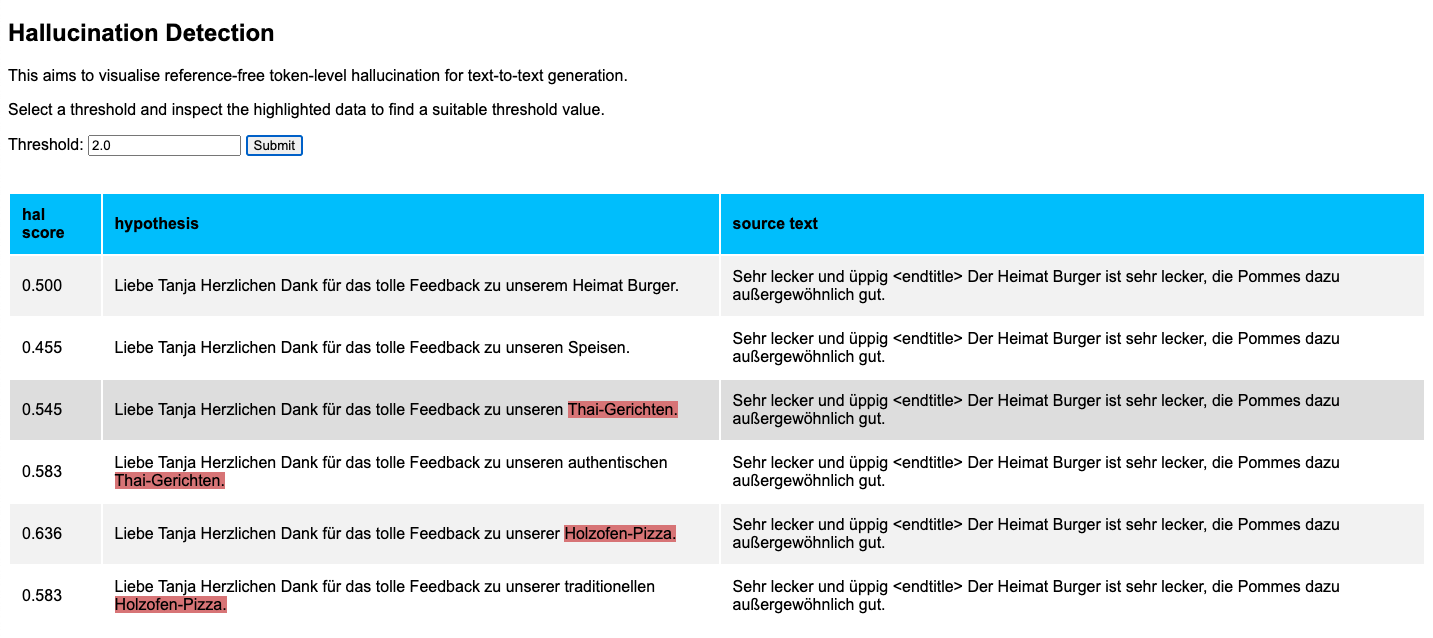 Hallucination Detection
This aims to visualise reference-free token-level hallucination for text-to-text generation.
Select a threshold and inspect the highlighted data to find a suitable threshold value.
Threshold: 2.0 Submit
hal
score
hypothesis
source text
0.500
Liebe Tanja Herzlichen Dank für das tolle Feedback zu unserem Heimat Burger.
Sehr lecker und üppig <endtitle> Der Heimat Burger ist sehr lecker, die Pommes dazu
außergewöhnlich gut.
0.455
Liebe Tanja Herzlichen Dank für das tolle Feedback zu unseren Speisen.
Sehr lecker und üppig <endtitle> Der Heimat Burger ist sehr lecker, die Pommes dazu
außergewöhnlich gut.
0.545
Liebe Tanja Herzlichen Dank für das tolle Feedback zu unseren Thai-Gerichten.
Sehr lecker und üppig <endtitle> Der Heimat Burger ist sehr lecker, die Pommes dazu
außergewöhnlich gut.
0.583
Liebe Tanja Herzlichen Dank für das tolle Feedback zu unseren authentischen
Thai-Gerichten.
Sehr lecker und üppig <endtitle> Der Heimat Burger ist sehr lecker, die Pommes dazu
außergewöhnlich gut.
0.636
Liebe Tanja Herzlichen Dank für das tolle Feedback zu unserer Holzofen-Pizza.
Sehr lecker und üppig <endtitle> Der Heimat Burger ist sehr lecker, die Pommes dazu
außergewöhnlich gut.
0.583
Liebe Tanja Herzlichen Dank für das tolle Feedback zu unserer traditionellen
Holzofen-Pizza.
Sehr lecker und üppig <endtitle> Der Heimat Burger ist sehr lecker, die Pommes dazu
außergewöhnlich gut.